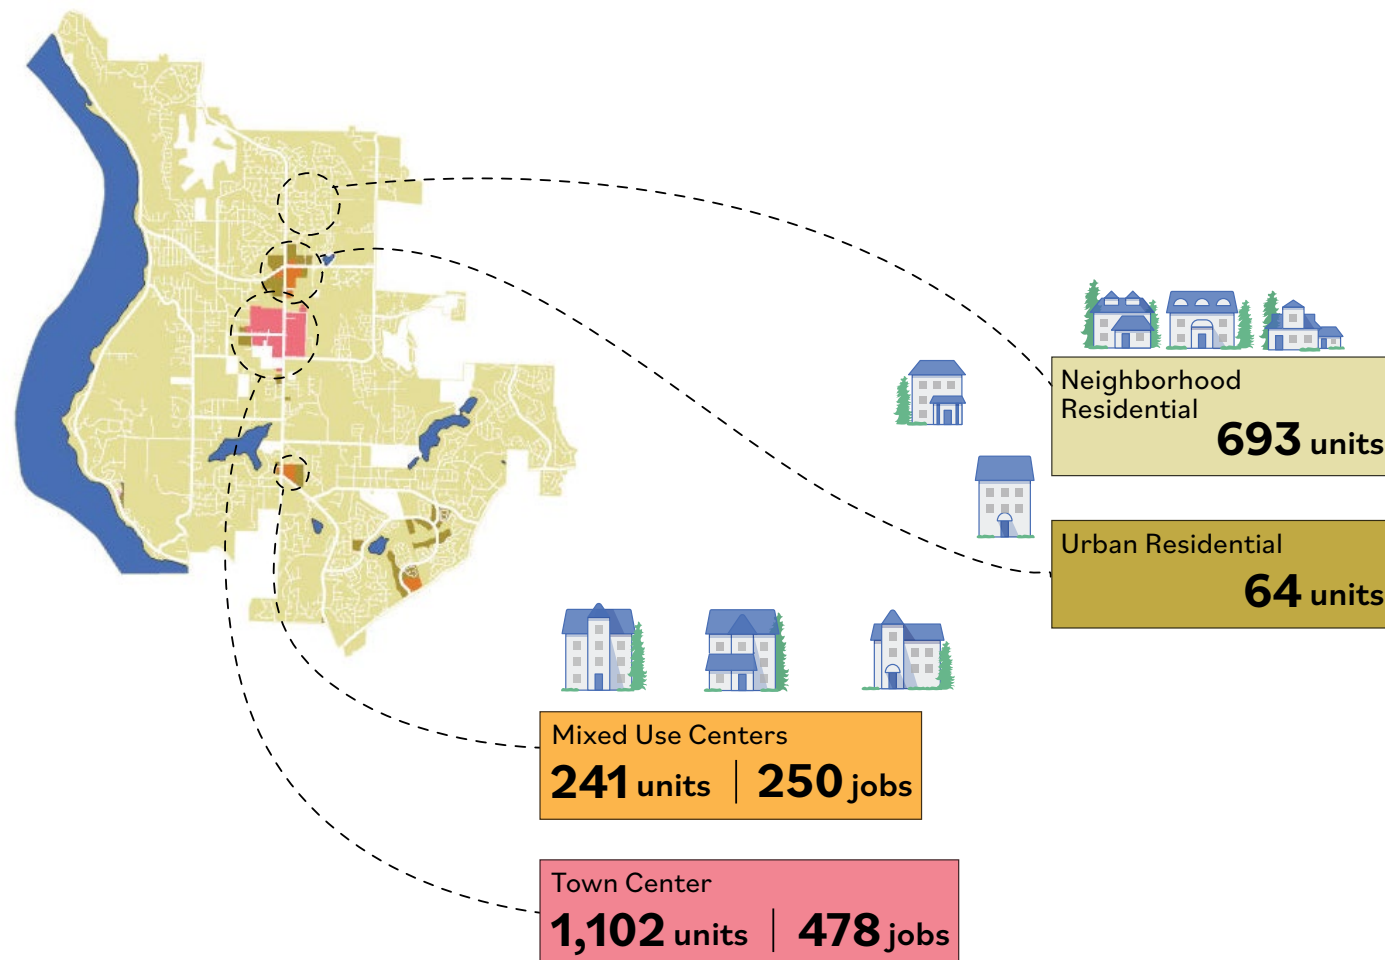 Neighborhood
Residential
693 units
Urban Residential
64 units
Mixed Use Centers
241 units | 250 jobs
Town Center
1,102 units | 478 jobs